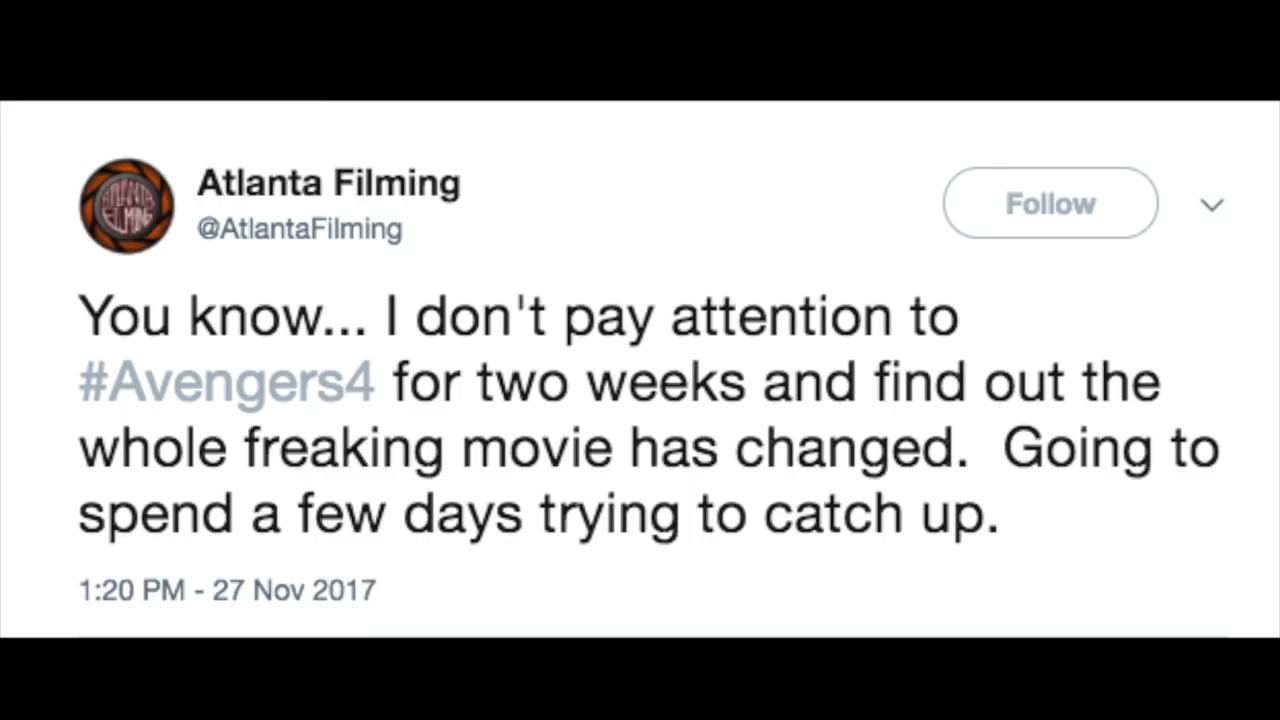 Atlanta Filming
@AtlantaFilming
Follow
You know... I don't pay attention to
#Avengers4 for two weeks and find out the
whole freaking movie has changed.  Going to
spend a few days trying to catch up.
1:20 PM - 27 Nov 2017
ATLANTA
FILMING